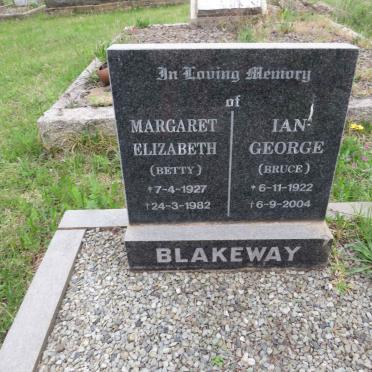 In Loving Memory
of
MARGARET
ELIZABETH
(BETTY)
*7-4-1927
†24-3-1982
IAN
GEORGE
(BRUCE)
*6-11-1922
†6-9-2004
BLAKEWAY